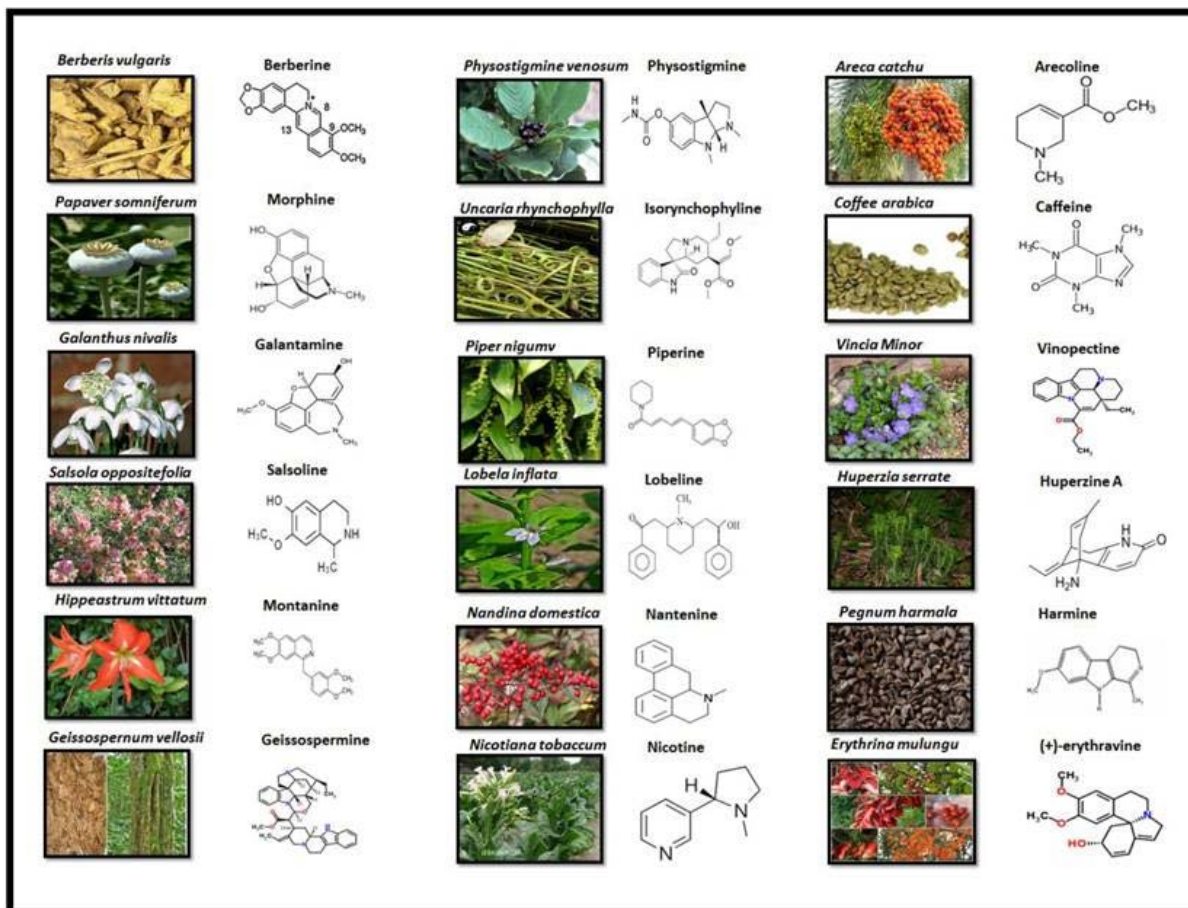 Berberis vulgaris
Berberine
Physostigmine venosum
Physostigmine
Areca catchu
Arecoline
Papaver somniferum
Morphine
Uncaria rhynchophylla
Isorynchophyline
Coffee arabica
Caffeine
Galanthus nivalis
Galantamine
Piper nigumv
Piperine
Vincia Minor
Vinopectine
Salsola oppositefolia
Salsoline
Lobela inflata
Lobeline
Huperzia serrate
Huperzine A
Hippeastrum vittatum
Montanine
Nandina domestica
Nantenine
Pegnum harmala
Harmine
Geissospernum vellosii
Geissospermine
Nicotiana tobaccum
Nicotine
Erythrina mulungu
(+)-erythravine